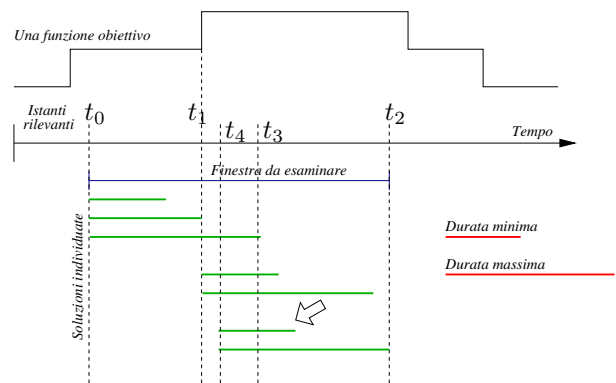 Una funzione obiettivo
Istanti
rilevanti
t0
t1
t4
t3
t2
Tempo
Finestra da esaminare
Soluzioni individuate
Durata minima
Durata massima